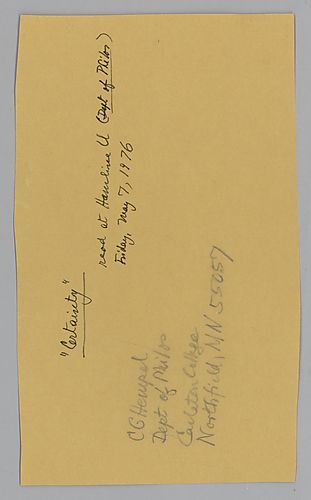 "Certainty"
read at Hamline U (Dept of Philos)
Friday, May 7, 1976
CG Hempel
Dept of Philos
Carleton College
Northfield, MN 55057